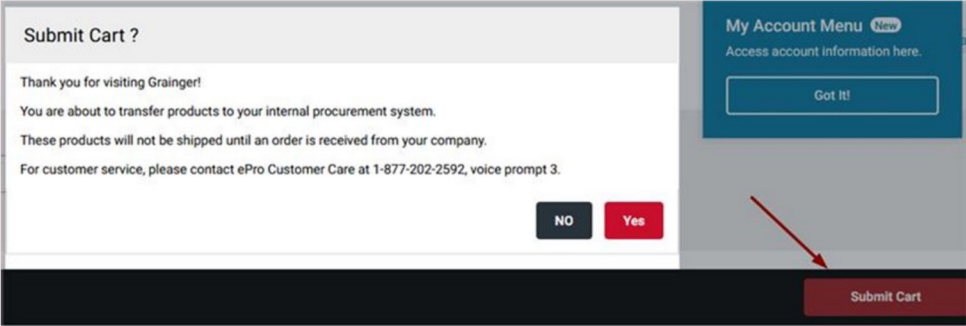 Submit Cart ?
Thank you for visiting Grainger!
You are about to transfer products to your internal procurement system.
These products will not be shipped until an order is received from your company.
For customer service, please contact ePro Customer Care at 1-877-202-2592, voice prompt 3.
NO
Yes
My Account Menu New
Access account information here.
Got It!
Submit Cart